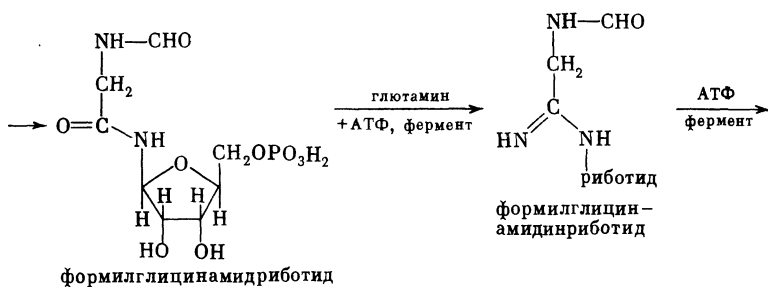 NH—CHO
CH₂
O=C
NH
O
CH₂OPO₃H₂
H
H
H
H
HO
OH
формилглицинамидриботид
глютамин
+АТФ, фермент
NH—CHO
CH₂
C
HN
NH
риботид
формилглицин–
амидинриботид
АТФ
фермент